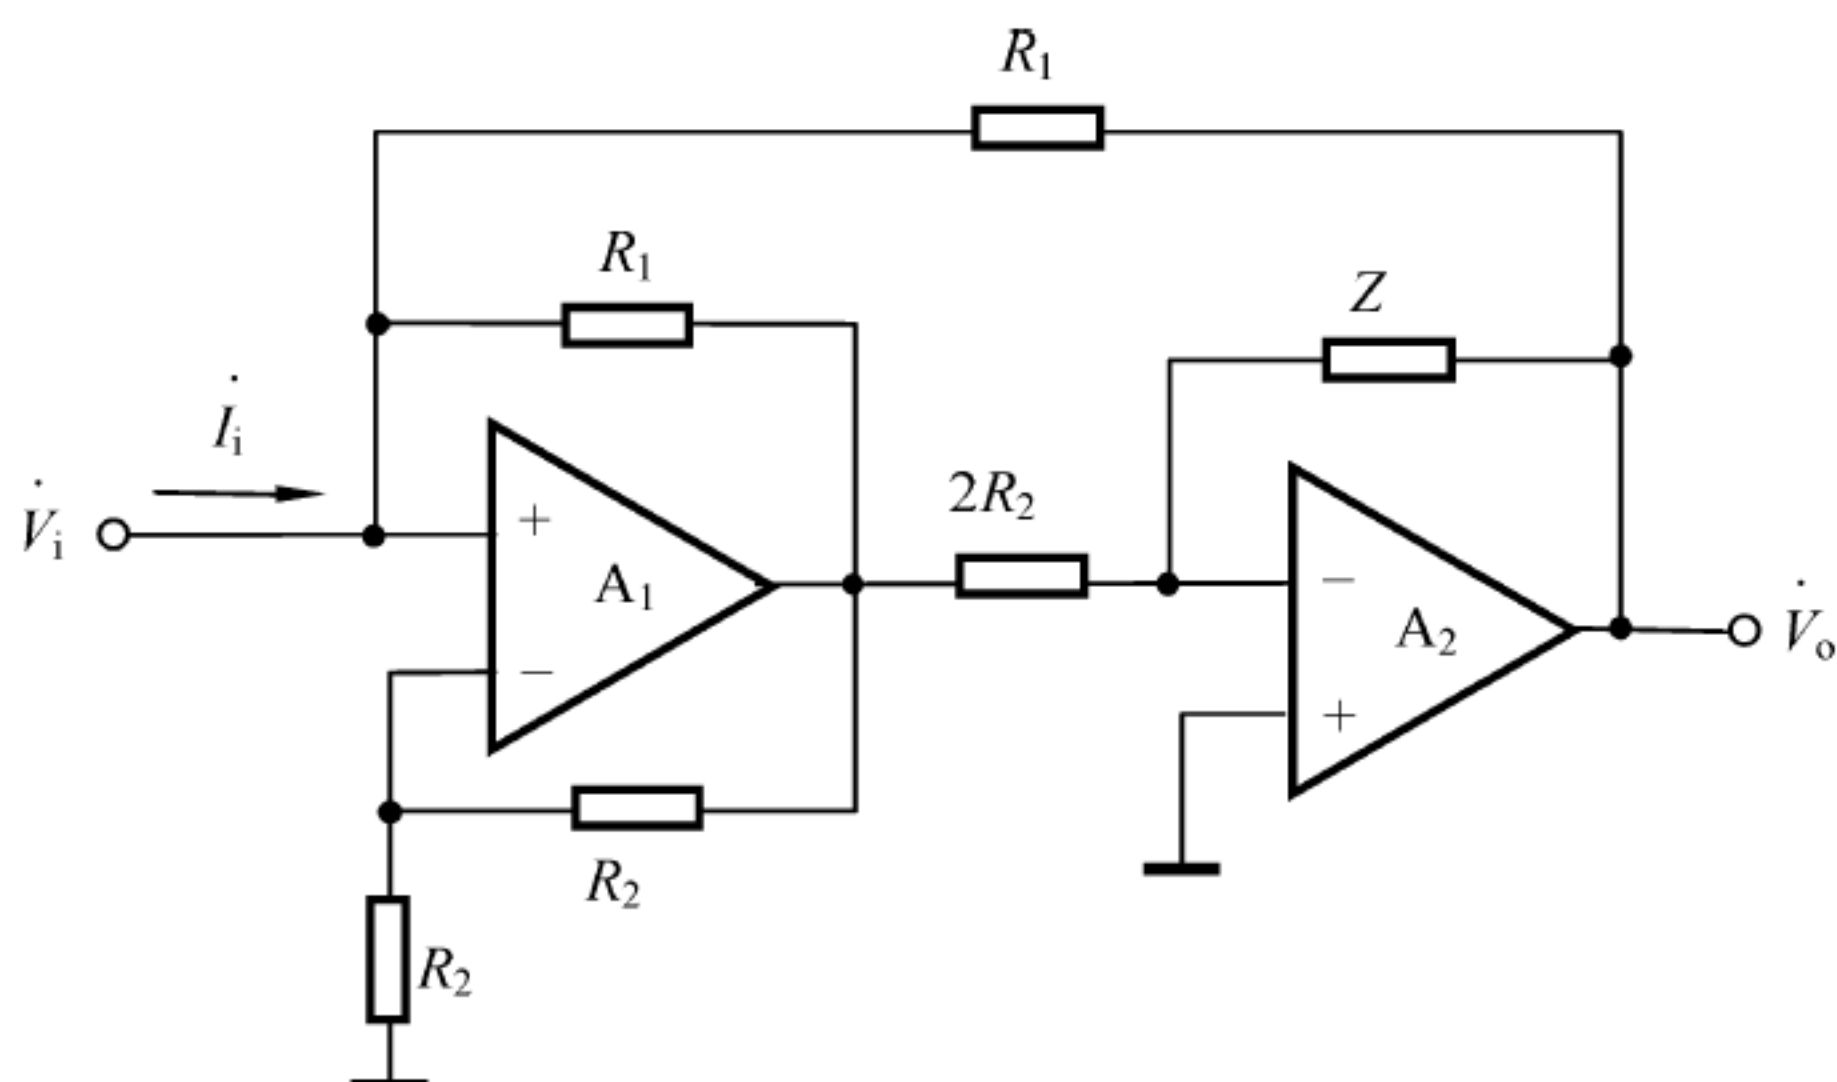 R₁
R₁
Z
İᵢ
2R₂
V̇ᵢ
+
A₁
−
−
A₂
+
V̇ₒ
R₂
R₂